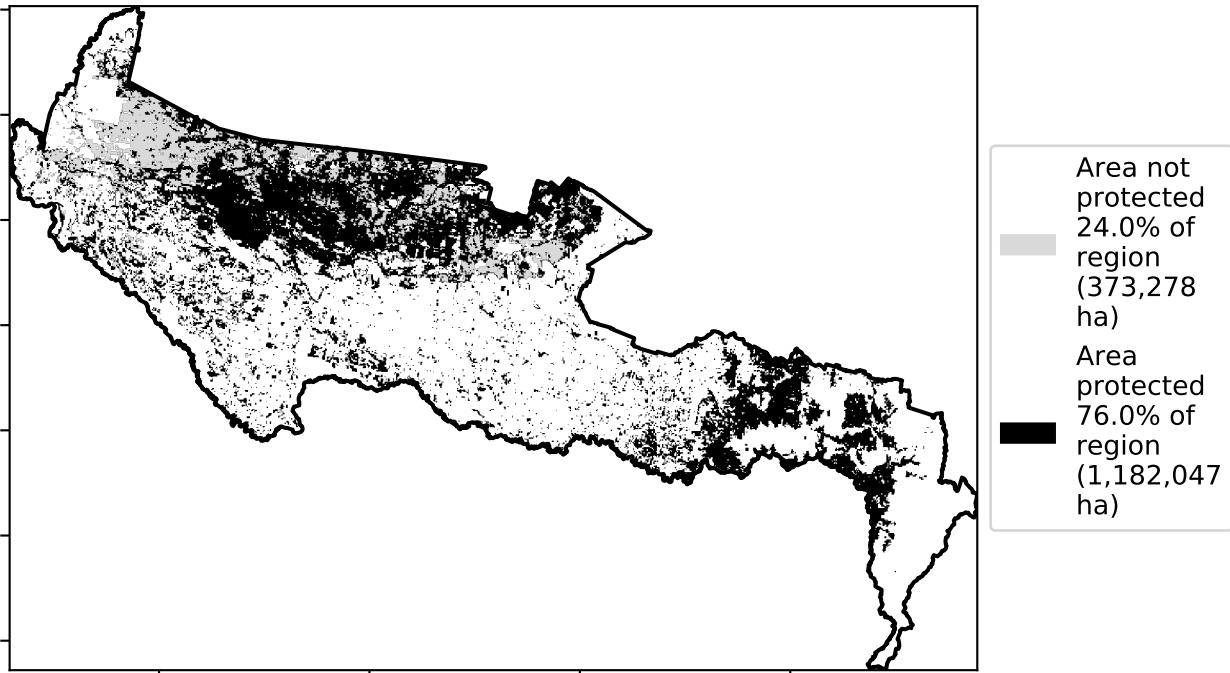 Area not
protected
24.0% of
region
(373,278
ha)
Area
protected
76.0% of
region
(1,182,047
ha)